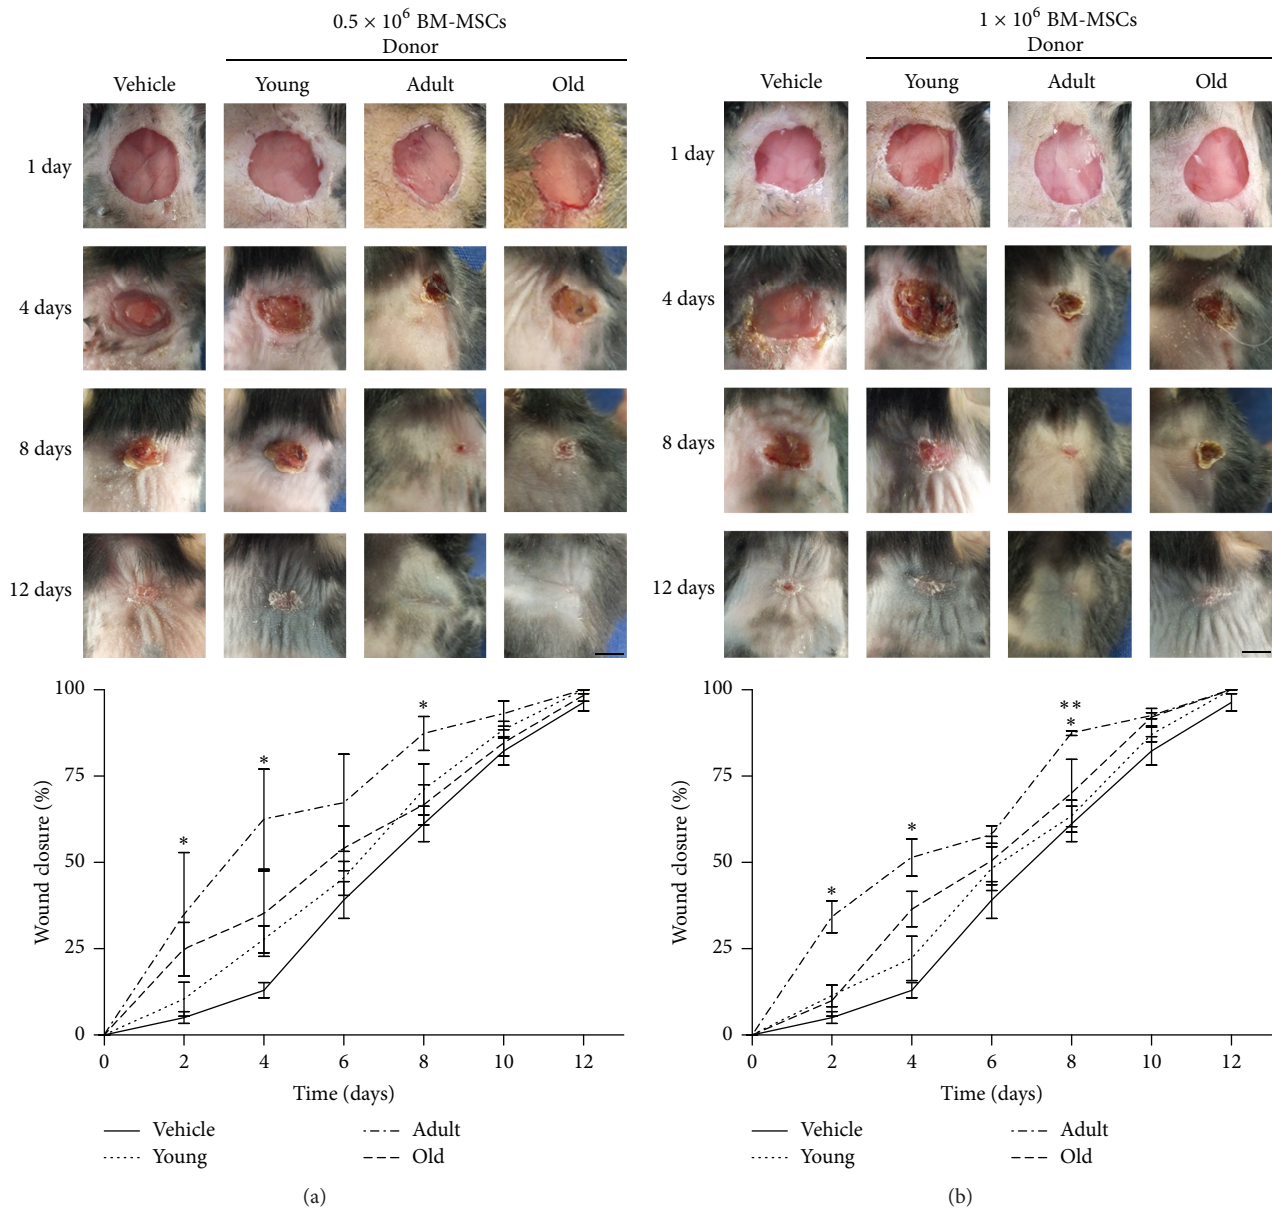 0.5 × 10⁶ BM-MSCs
Donor
Vehicle Young Adult Old
1 day
4 days
8 days
12 days
100
75
50
25
0
Wound closure (%)
* * *
0 2 4 6 8 10 12
Time (days)
Vehicle Adult
Young Old
(a)
1 × 10⁶ BM-MSCs
Donor
Vehicle Young Adult Old
1 day
4 days
8 days
12 days
100
75
50
25
0
Wound closure (%)
* * ** *
0 2 4 6 8 10 12
Time (days)
Vehicle Adult
Young Old
(b)